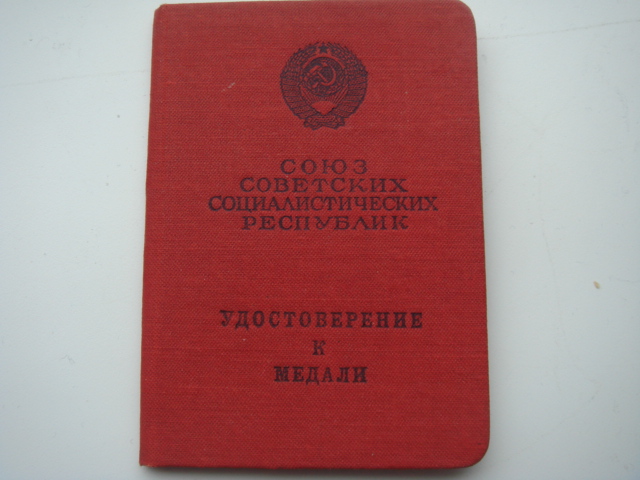 СОЮЗ
СОВЕТСКИХ
СОЦИАЛИСТИЧЕСКИХ
РЕСПУБЛИК
УДОСТОВЕРЕНИЕ
К
МЕДАЛИ